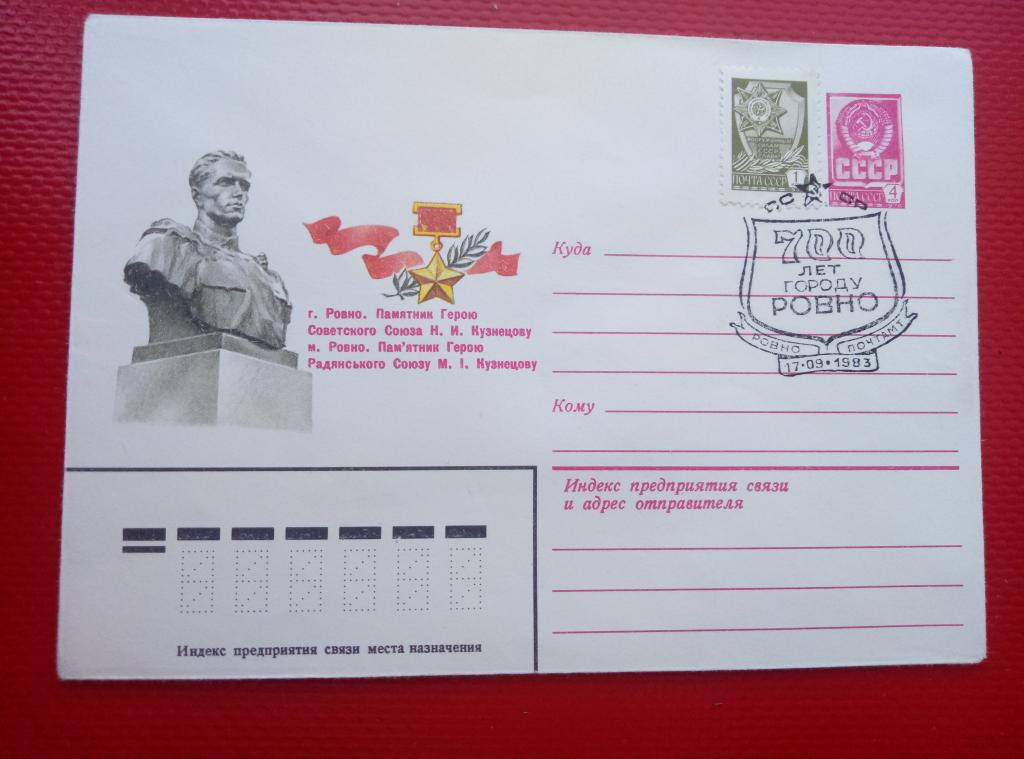 ПОЧТА СССР 1
СССР
ПОЧТА СССР 4
КОП
700
ЛЕТ
ГОРОДУ
РОВНО
РОВНО ПОЧТАМТ
17·09·1983
г. Ровно. Памятник Герою
Советского Союза Н. И. Кузнецову
м. Ровно. Пам'ятник Герою
Радянського Союзу М. І. Кузнецову
Куда
Кому
Индекс предприятия связи
и адрес отправителя
Индекс предприятия связи места назначения